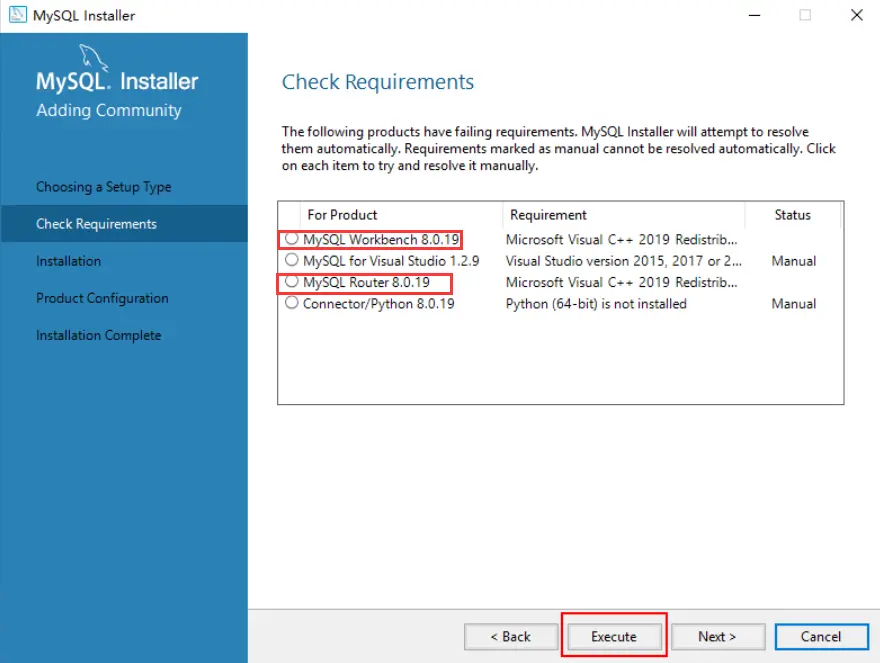 MySQL Installer
MySQL. Installer
Adding Community
Choosing a Setup Type
Check Requirements
Installation
Product Configuration
Installation Complete
Check Requirements
The following products have failing requirements. MySQL Installer will attempt to resolve
them automatically. Requirements marked as manual cannot be resolved automatically. Click
on each item to try and resolve it manually.
For Product Requirement Status
MySQL Workbench 8.0.19 Microsoft Visual C++ 2019 Redistrib...
MySQL for Visual Studio 1.2.9 Visual Studio version 2015, 2017 or 2... Manual
MySQL Router 8.0.19 Microsoft Visual C++ 2019 Redistrib...
Connector/Python 8.0.19 Python (64-bit) is not installed Manual
< Back Execute Next > Cancel